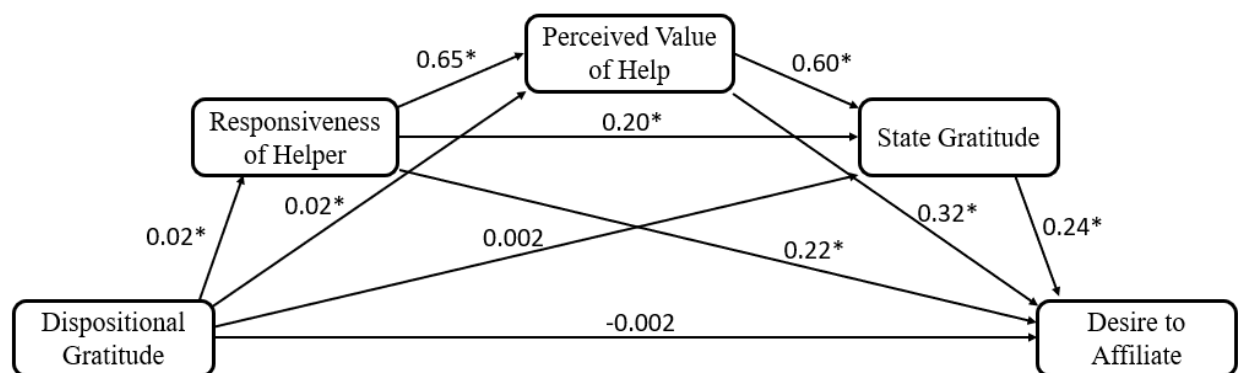 Perceived Value
of Help
0.65*
0.60*
Responsiveness
of Helper
0.20*
State Gratitude
0.02*
0.02*
0.002
0.22*
0.32*
0.24*
Dispositional
Gratitude
-0.002
Desire to
Affiliate